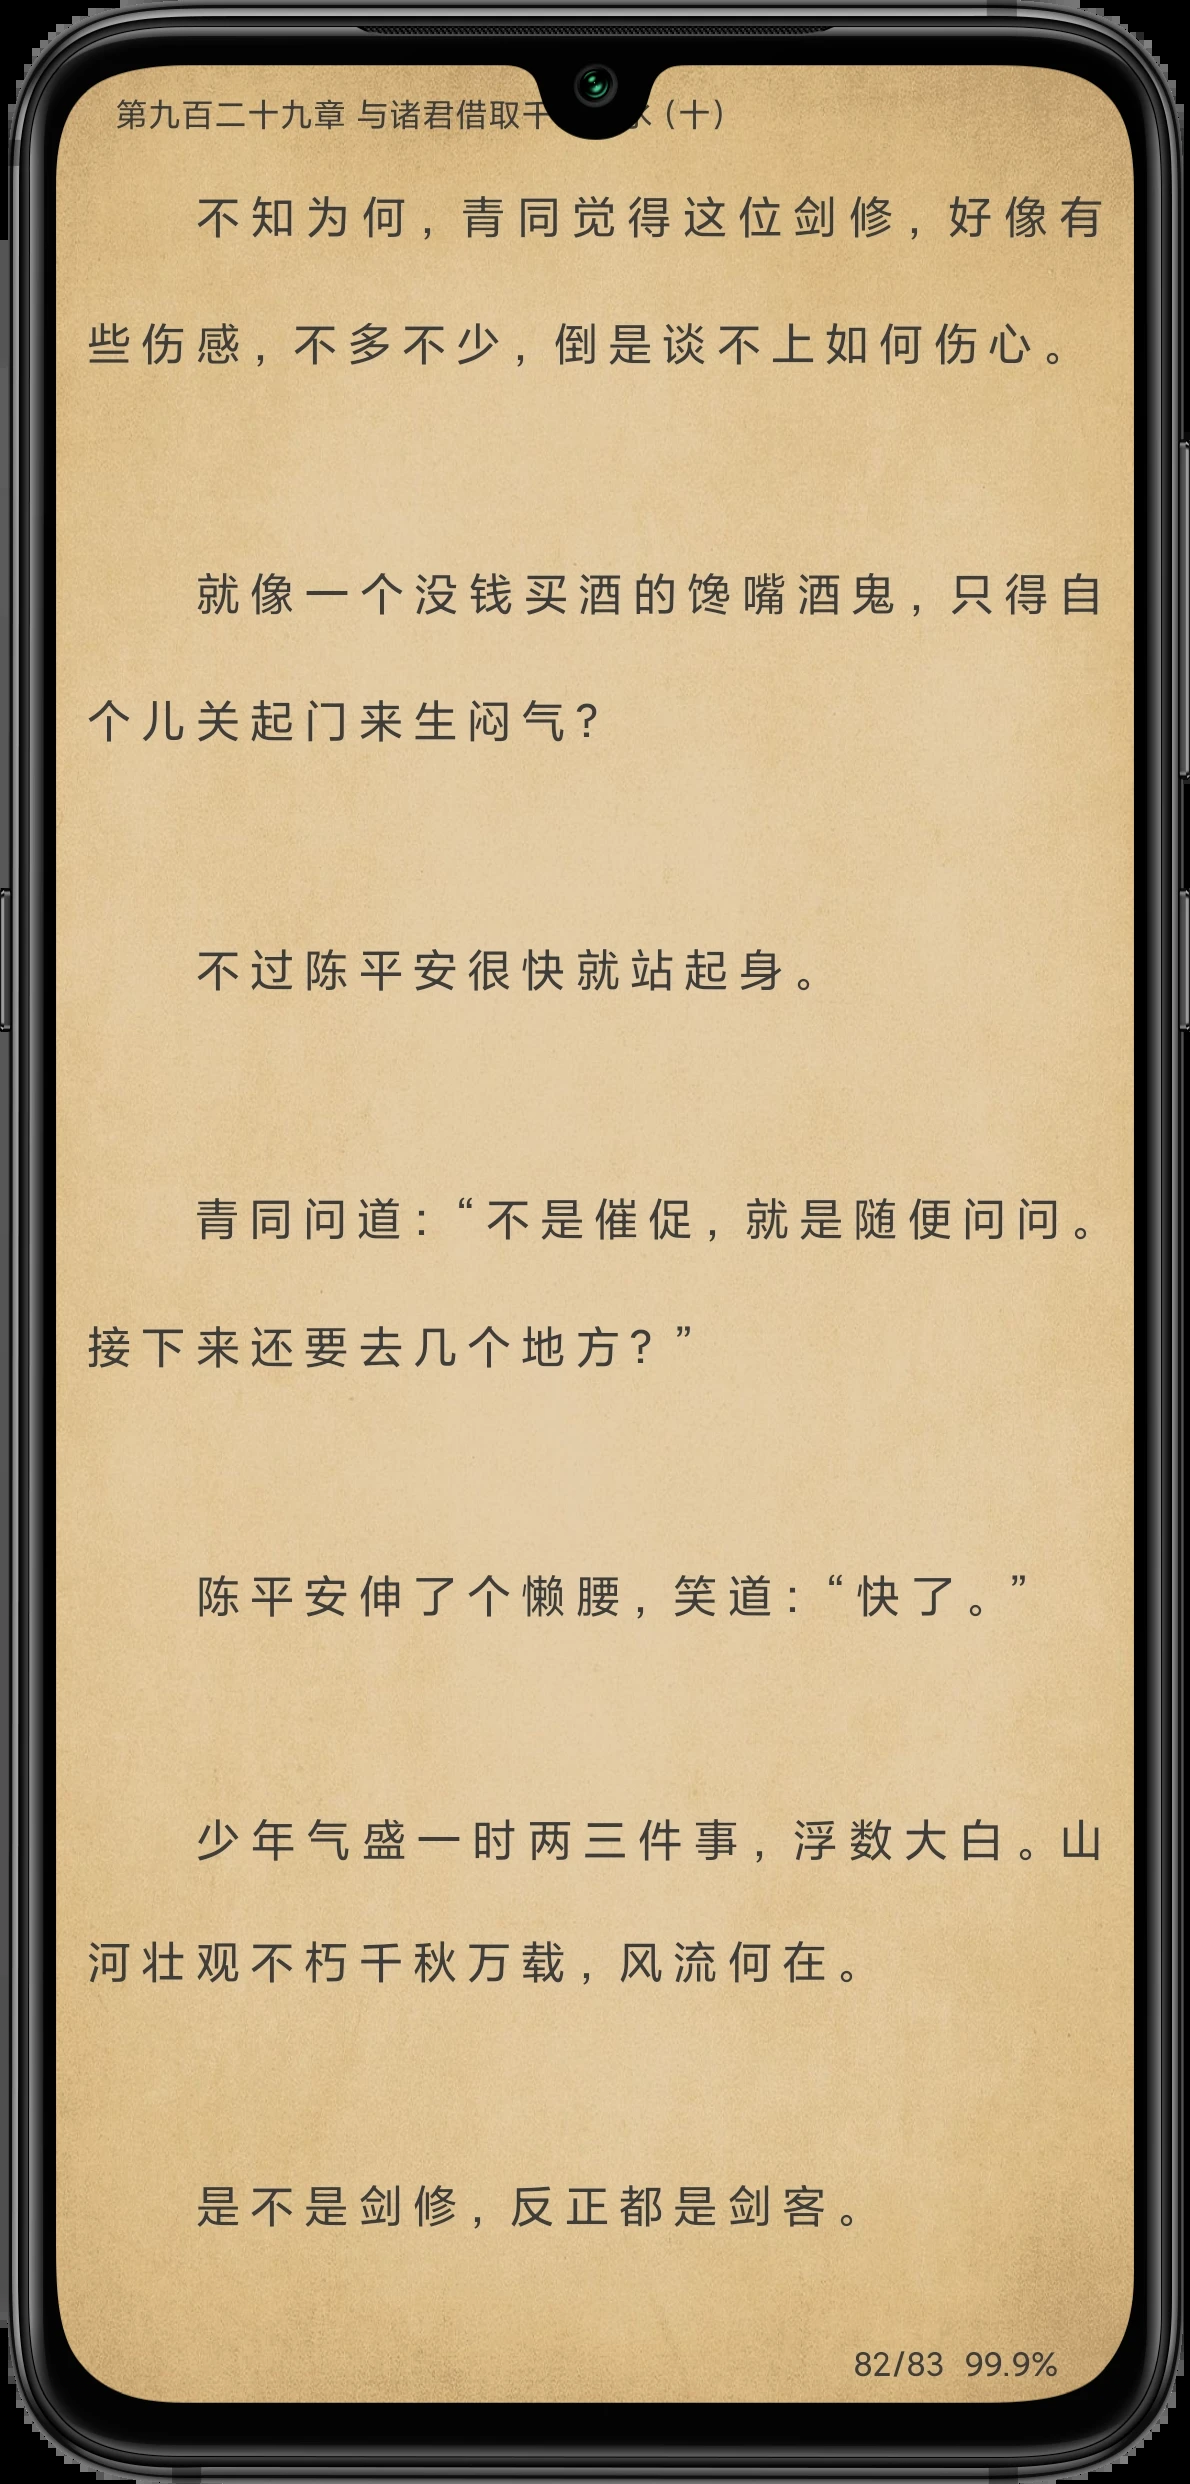 第九百二十九章 与诸君借取千 水 (十)
不知为何，青同觉得这位剑修，好像有
些伤感，不多不少，倒是谈不上如何伤心。
就像一个没钱买酒的馋嘴酒鬼，只得自
个儿关起门来生闷气？
不过陈平安很快就站起身。
青同问道：“不是催促，就是随便问问。
接下来还要去几个地方？”
陈平安伸了个懒腰，笑道：“快了。”
少年气盛一时两三件事，浮数大白。山
河壮观不朽千秋万载，风流何在。
是不是剑修，反正都是剑客。
82/83 99.9%